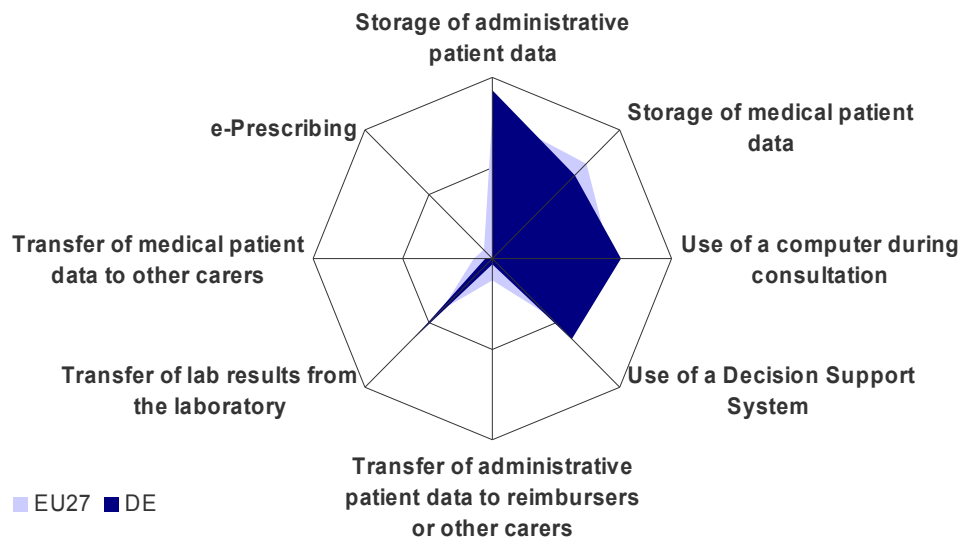 Storage of administrative
patient data
Storage of medical patient
data
Use of a computer during
consultation
Use of a Decision Support
System
Transfer of administrative
patient data to reimbursers
or other carers
Transfer of lab results from
the laboratory
Transfer of medical patient
data to other carers
e-Prescribing
EU27 DE